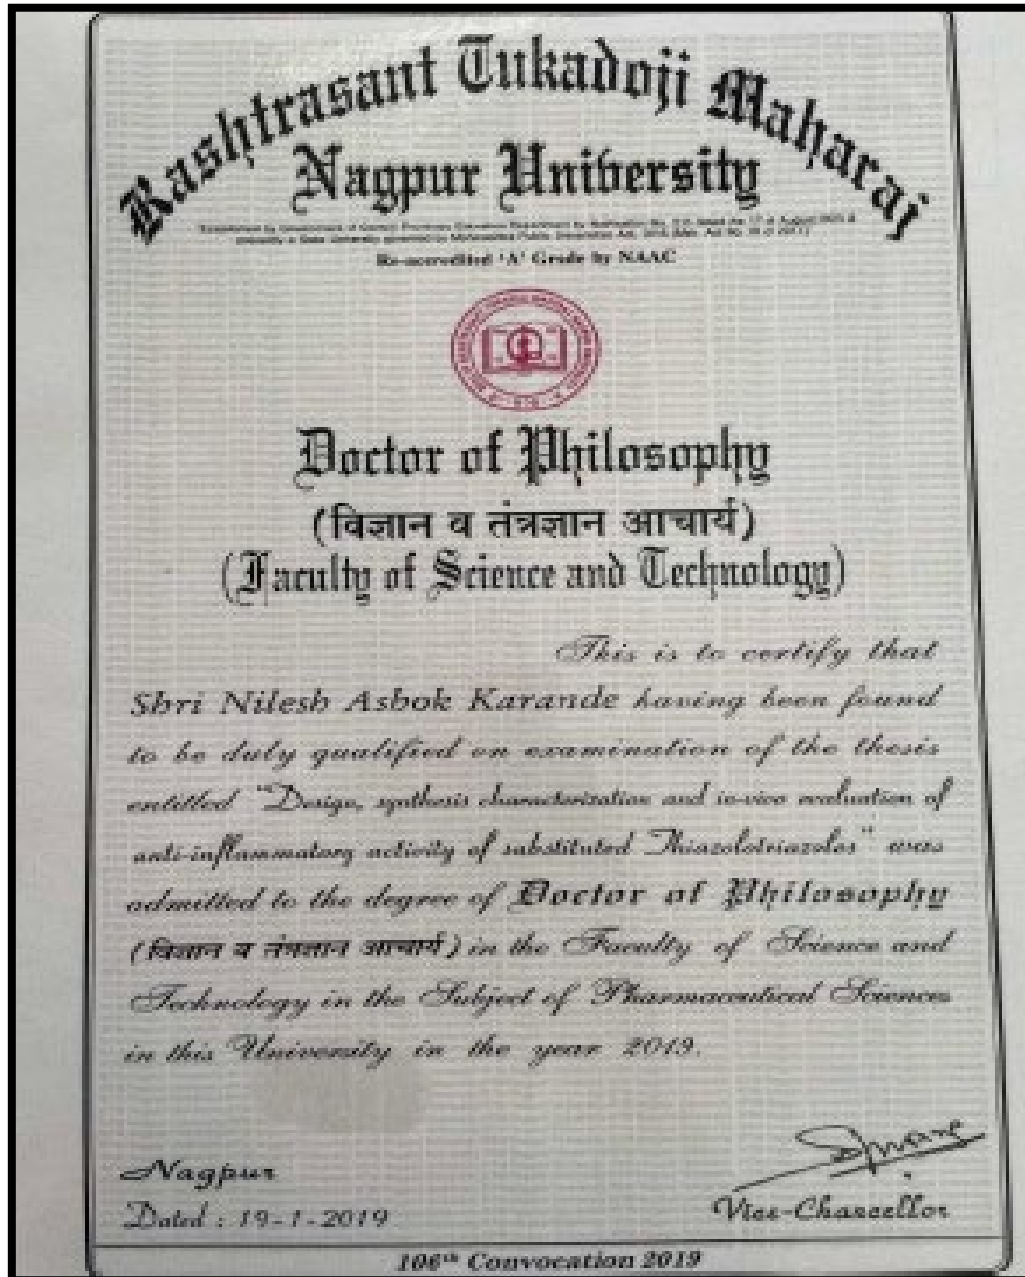 Rashtrasant Tukadoji Maharaj
Nagpur University
Re-accredited 'A' Grade by NAAC
Doctor of Philosophy
(विज्ञान व तंत्रज्ञान आचार्य)
(Faculty of Science and Technology)
This is to certify that
Shri Nilesh Ashok Karande having been found
to be duly qualified on examination of the thesis
entitled "Design, synthesis characterization and in-vivo evaluation of
anti-inflammatory activity of substituted Thiazolotriazoles" was
admitted to the degree of Doctor of Philosophy
(विज्ञान व तंत्रज्ञान आचार्य) in the Faculty of Science and
Technology in the Subject of Pharmaceutical Sciences
in this University in the year 2019.
Nagpur
Dated : 19-1-2019
Vice-Chancellor
106th Convocation 2019